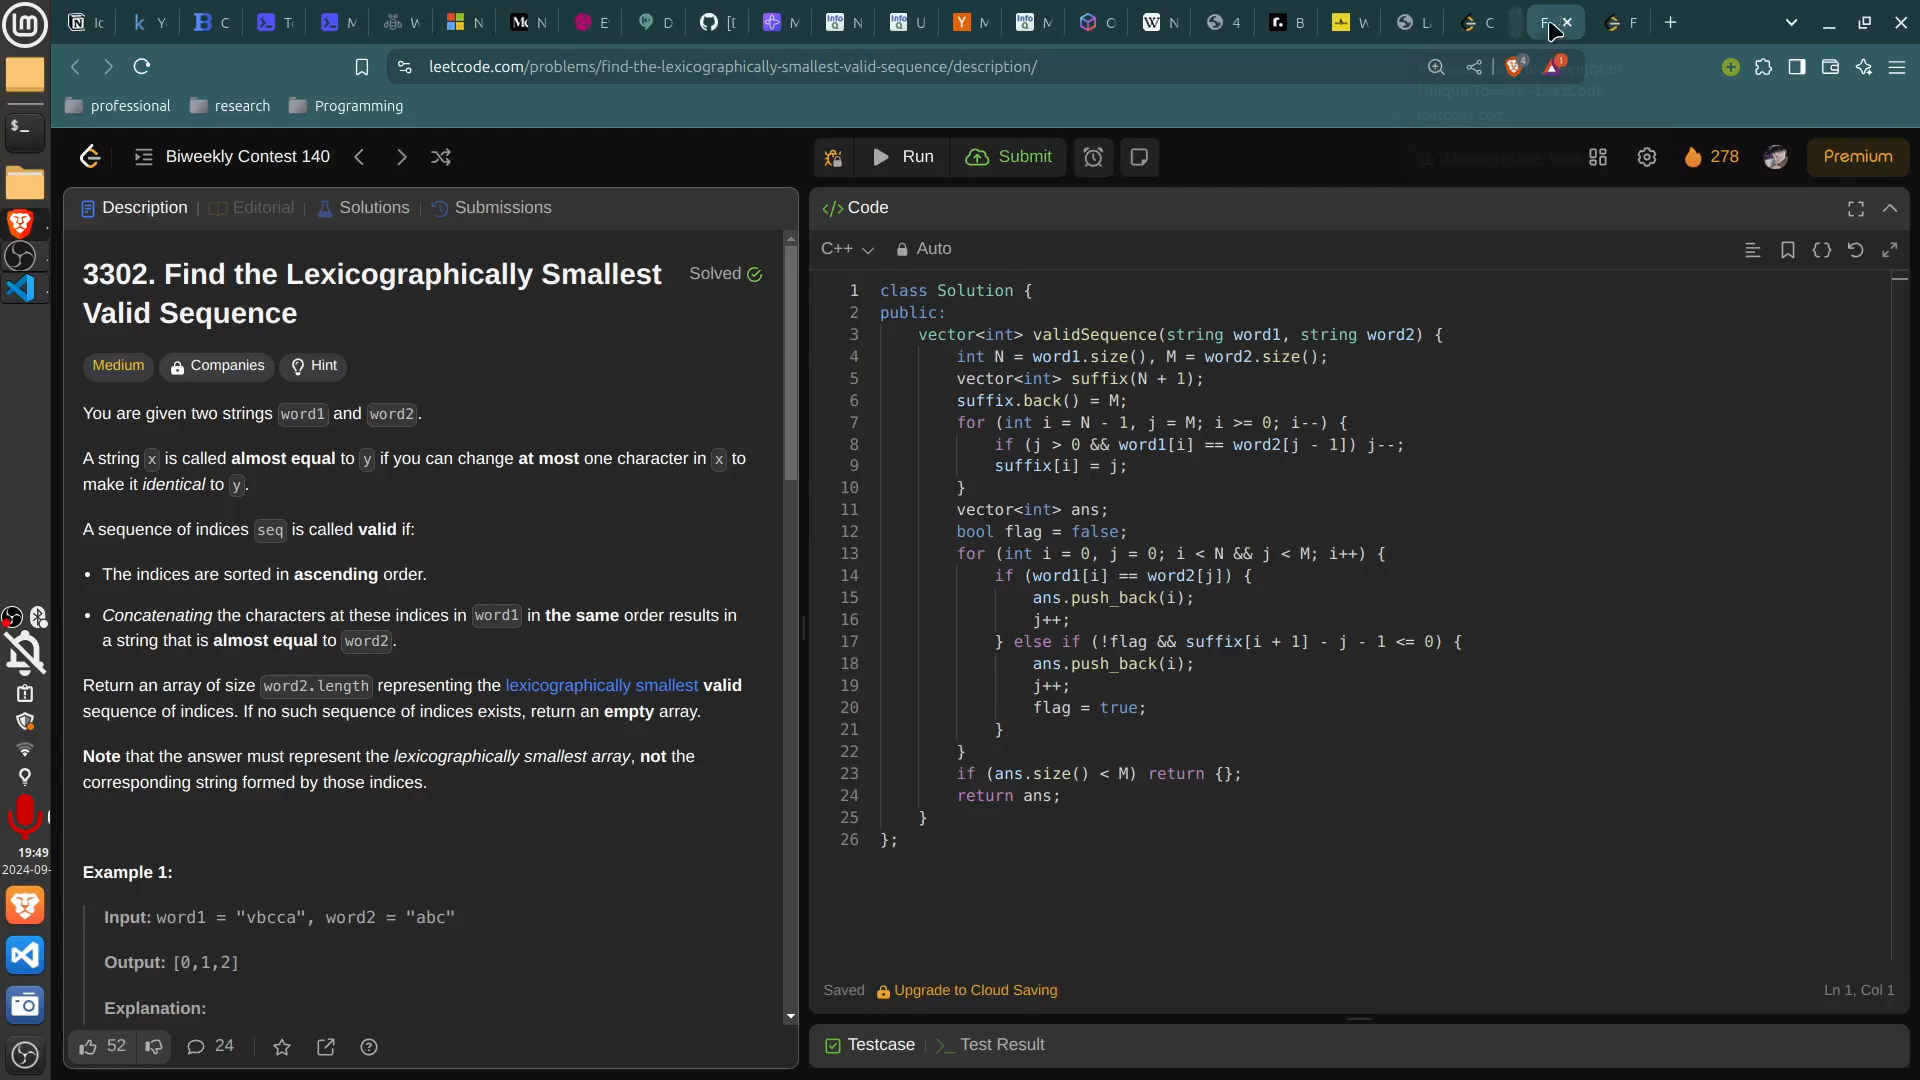 leetcode.com/problems/find-the-lexicographically-smallest-valid-sequence/description/
professional
research
Programming
Biweekly Contest 140
Run
Submit
278
Premium
Description
Editorial
Solutions
Submissions
3302. Find the Lexicographically Smallest
Valid Sequence
Solved
Medium
Companies
Hint
You are given two strings word1 and word2.
A string x is called almost equal to y if you can change at most one character in x to
make it identical to y.
A sequence of indices seq is called valid if:
• The indices are sorted in ascending order.
• Concatenating the characters at these indices in word1 in the same order results in
a string that is almost equal to word2.
Return an array of size word2.length representing the lexicographically smallest valid
sequence of indices. If no such sequence of indices exists, return an empty array.
Note that the answer must represent the lexicographically smallest array, not the
corresponding string formed by those indices.
Example 1:
Input: word1 = "vbcca", word2 = "abc"
Output: [0,1,2]
Explanation:
52
24
</> Code
C++
Auto
1 class Solution {
2 public:
3 vector<int> validSequence(string word1, string word2) {
4 int N = word1.size(), M = word2.size();
5 vector<int> suffix(N + 1);
6 suffix.back() = M;
7 for (int i = N - 1, j = M; i >= 0; i--) {
8 if (j > 0 && word1[i] == word2[j - 1]) j--;
9 suffix[i] = j;
10 }
11 vector<int> ans;
12 bool flag = false;
13 for (int i = 0, j = 0; i < N && j < M; i++) {
14 if (word1[i] == word2[j]) {
15 ans.push_back(i);
16 j++;
17 } else if (!flag && suffix[i + 1] - j - 1 <= 0) {
18 ans.push_back(i);
19 j++;
20 flag = true;
21 }
22 }
23 if (ans.size() < M) return {};
24 return ans;
25 }
26 };
Saved
Upgrade to Cloud Saving
Ln 1, Col 1
Testcase
Test Result
19:49
2024-09-